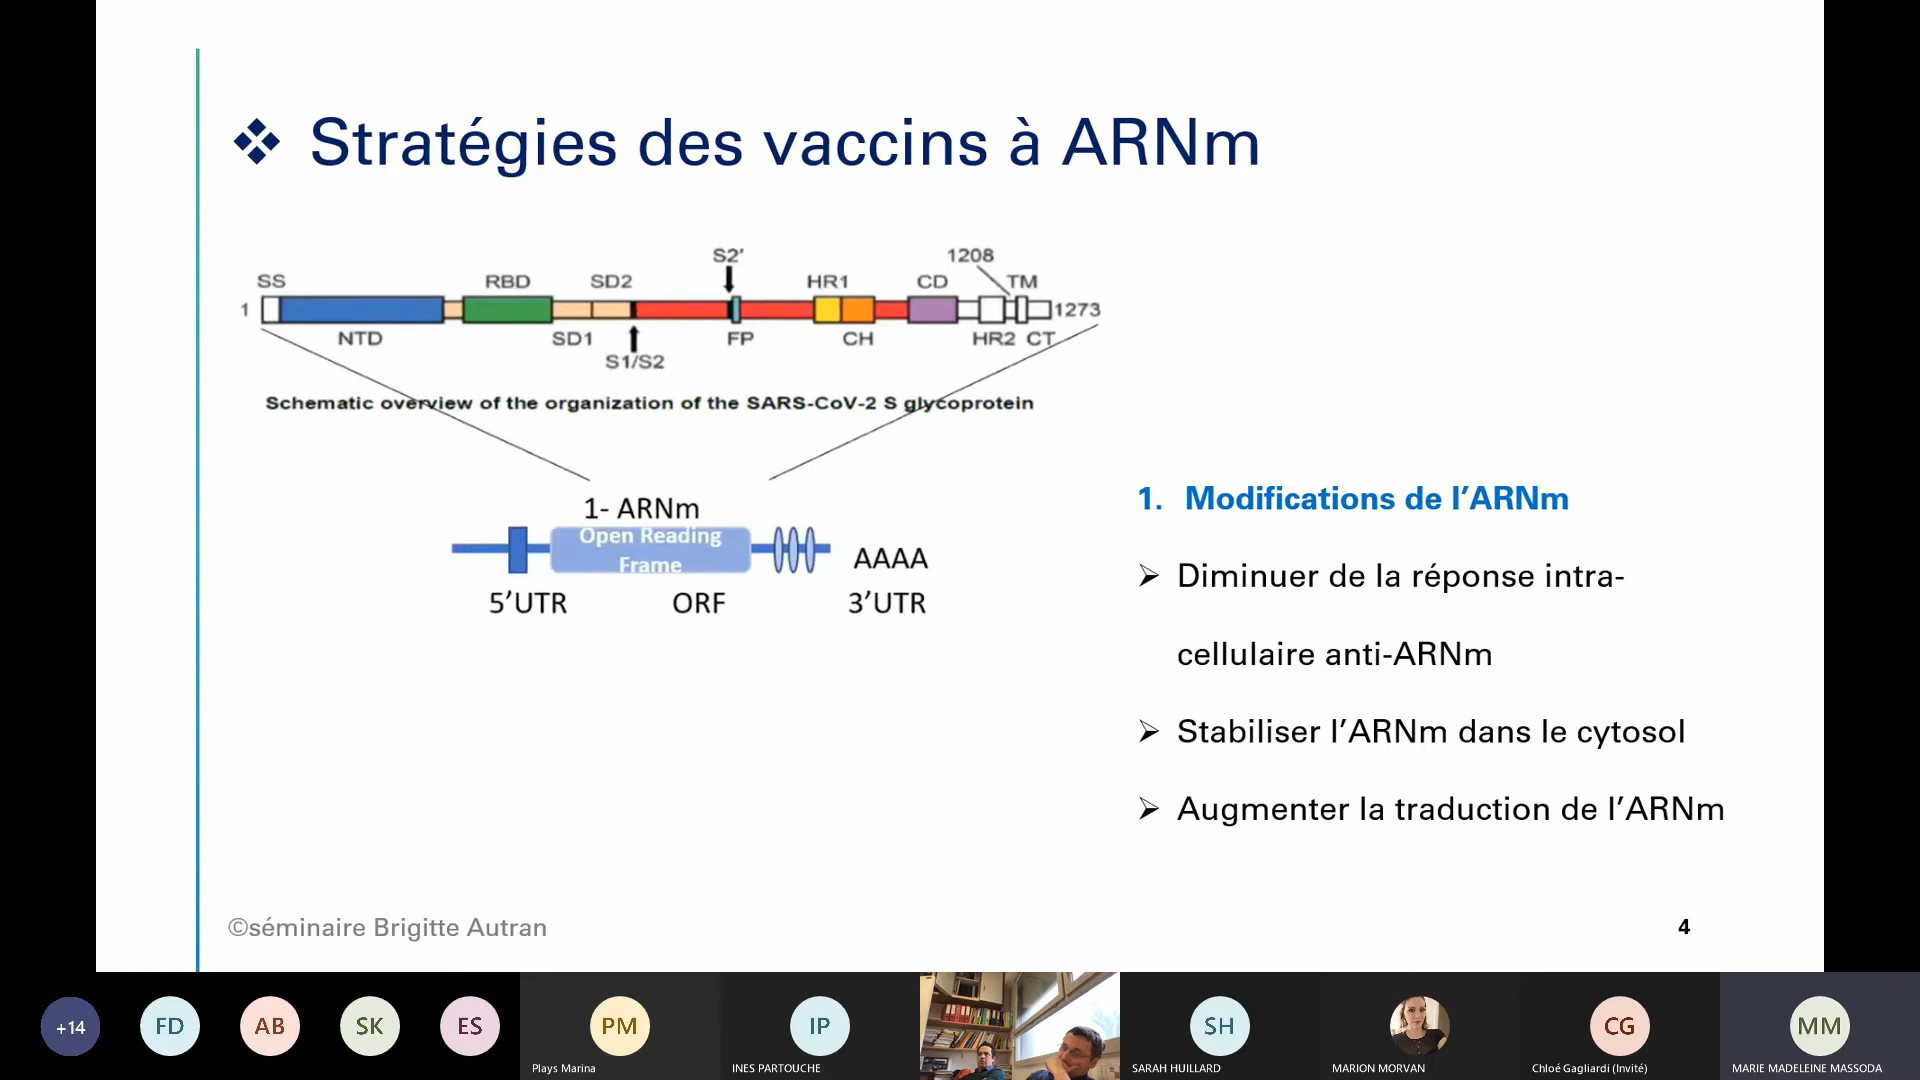 Stratégies des vaccins à ARNm
S2’
1208
SS
RBD
SD2
HR1
CD
TM
1
1273
NTD
SD1
FP
CH
HR2
CT
S1/S2
Schematic overview of the organization of the SARS-CoV-2 S glycoprotein
1- ARNm
Open Reading
Frame
AAAA
5’UTR
ORF
3’UTR
1. Modifications de l’ARNm
Diminuer de la réponse intra-
cellulaire anti-ARNm
Stabiliser l’ARNm dans le cytosol
Augmenter la traduction de l’ARNm
©séminaire Brigitte Autran
4
+14
FD
AB
SK
ES
PM
IP
SH
CG
MM
Plays Marina
INES PARTOUCHE
SARAH HUILLARD
MARION MORVAN
Chloé Gagliardi (Invité)
MARIE MADELEINE MASSODA